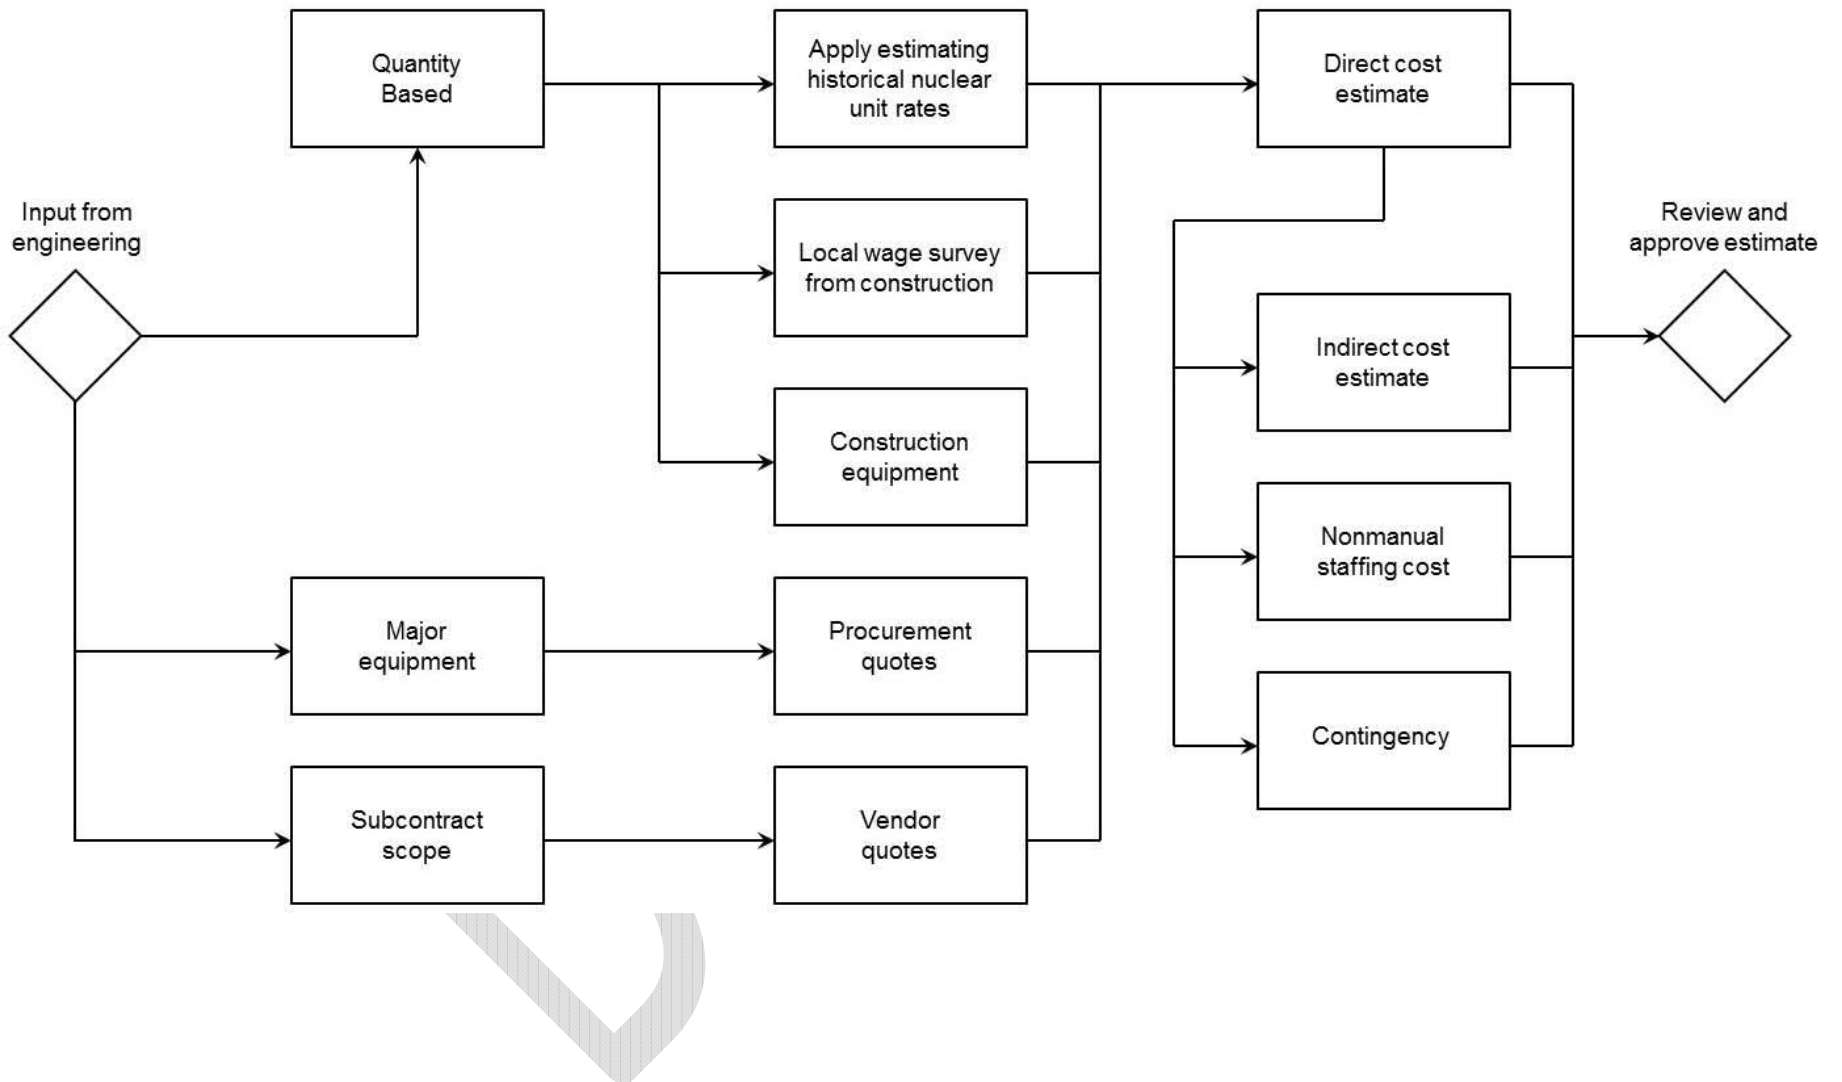 Quantity
Based
Apply estimating
historical nuclear
unit rates
Direct cost
estimate
Input from
engineering
Local wage survey
from construction
Review and
approve estimate
Indirect cost
estimate
Construction
equipment
Nonmanual
staffing cost
Major
equipment
Procurement
quotes
Contingency
Subcontract
scope
Vendor
quotes